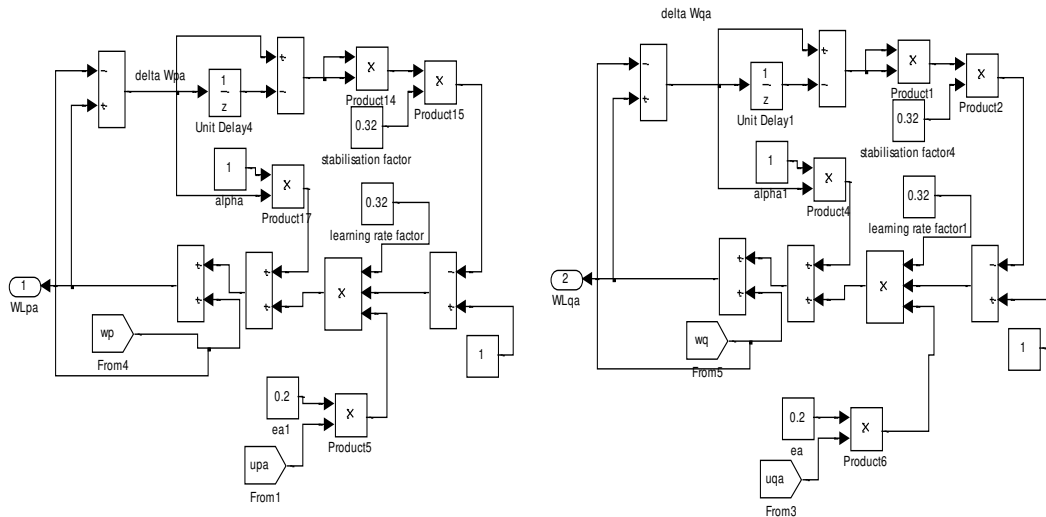 delta Wpa
−
+
1
z
Unit Delay4
+
−
X
Product14
X
Product15
0.32
stabilisation factor
1
alpha
X
Product17
0.32
learning rate factor
1
WLpa
+
+
+
+
X
−
+
wp
From4
1
0.2
ea1
X
Product5
upa
From1
delta Wqa
−
+
1
z
Unit Delay1
+
−
X
Product1
X
Product2
0.32
stabilisation factor4
1
alpha1
X
Product4
0.32
learning rate factor1
2
WLqa
+
+
+
+
X
−
+
wq
From5
1
0.2
ea
X
Product6
uqa
From3